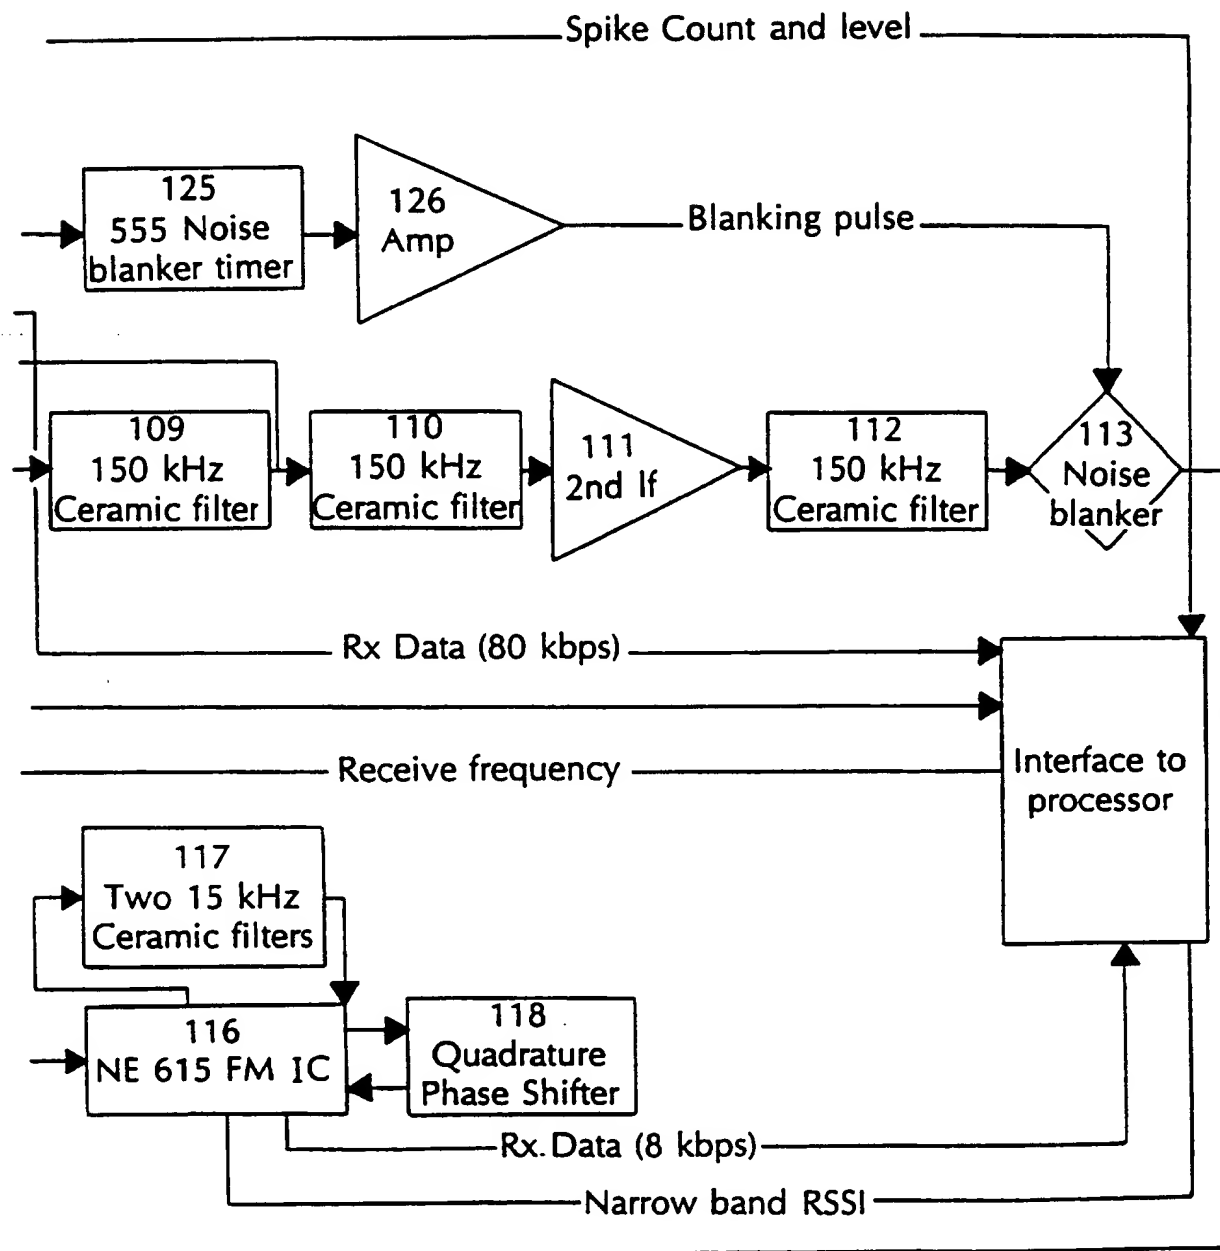 Spike Count and level
125
555 Noise
blanker timer
126
Amp
Blanking pulse
109
150 kHz
Ceramic filter
110
150 kHz
Ceramic filter
111
2nd If
112
150 kHz
Ceramic filter
113
Noise
blanker
Rx Data (80 kbps)
Receive frequency
Interface to
processor
117
Two 15 kHz
Ceramic filters
116
NE 615 FM IC
118
Quadrature
Phase Shifter
Rx. Data (8 kbps)
Narrow band RSSI